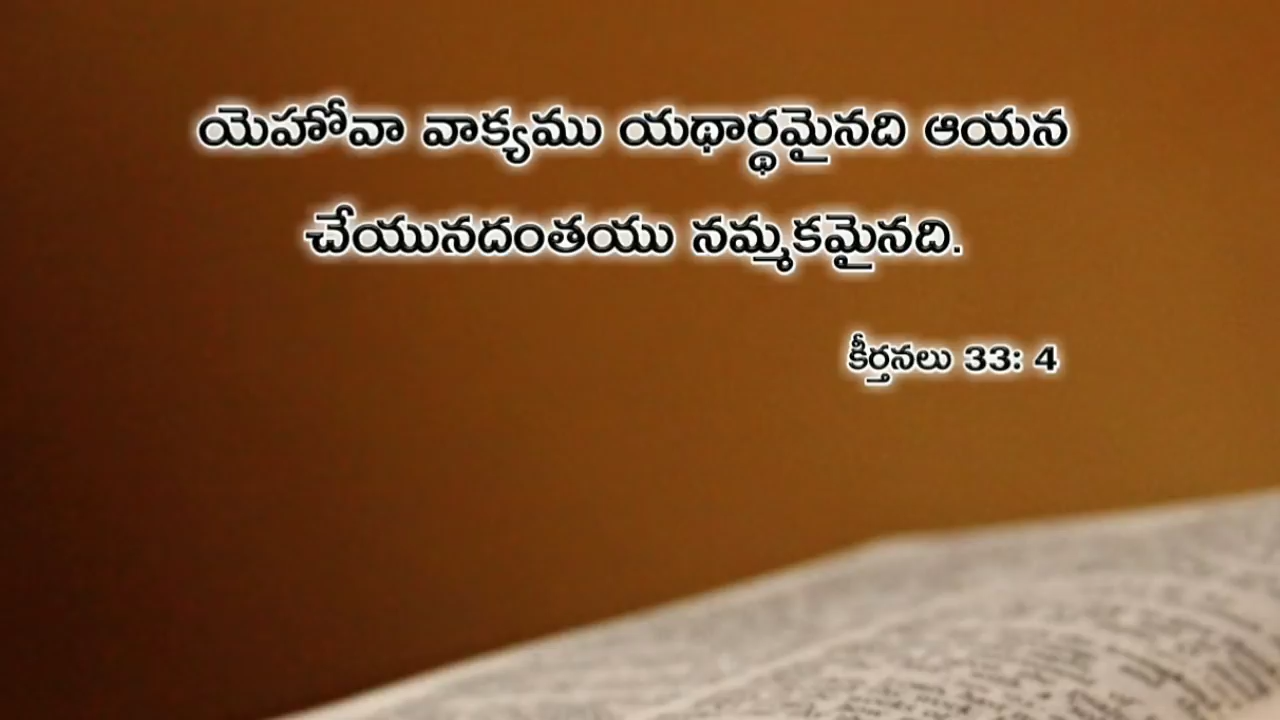 యెహోవా వాక్యము యథార్థమైనది ఆయన
చేయునదంతయు నమ్మకమైనది.
కీర్తనలు 33: 4